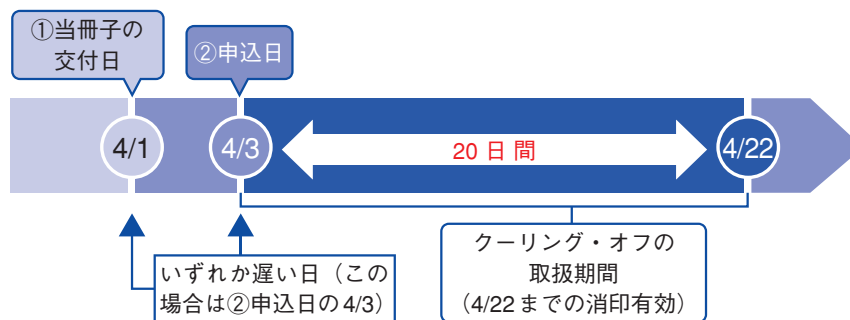 ①当冊子の
交付日
②申込日
4/1
4/3
20日間
4/22
いずれか遅い日（この
場合は②申込日の4/3）
クーリング・オフの
取扱期間
（4/22までの消印有効）